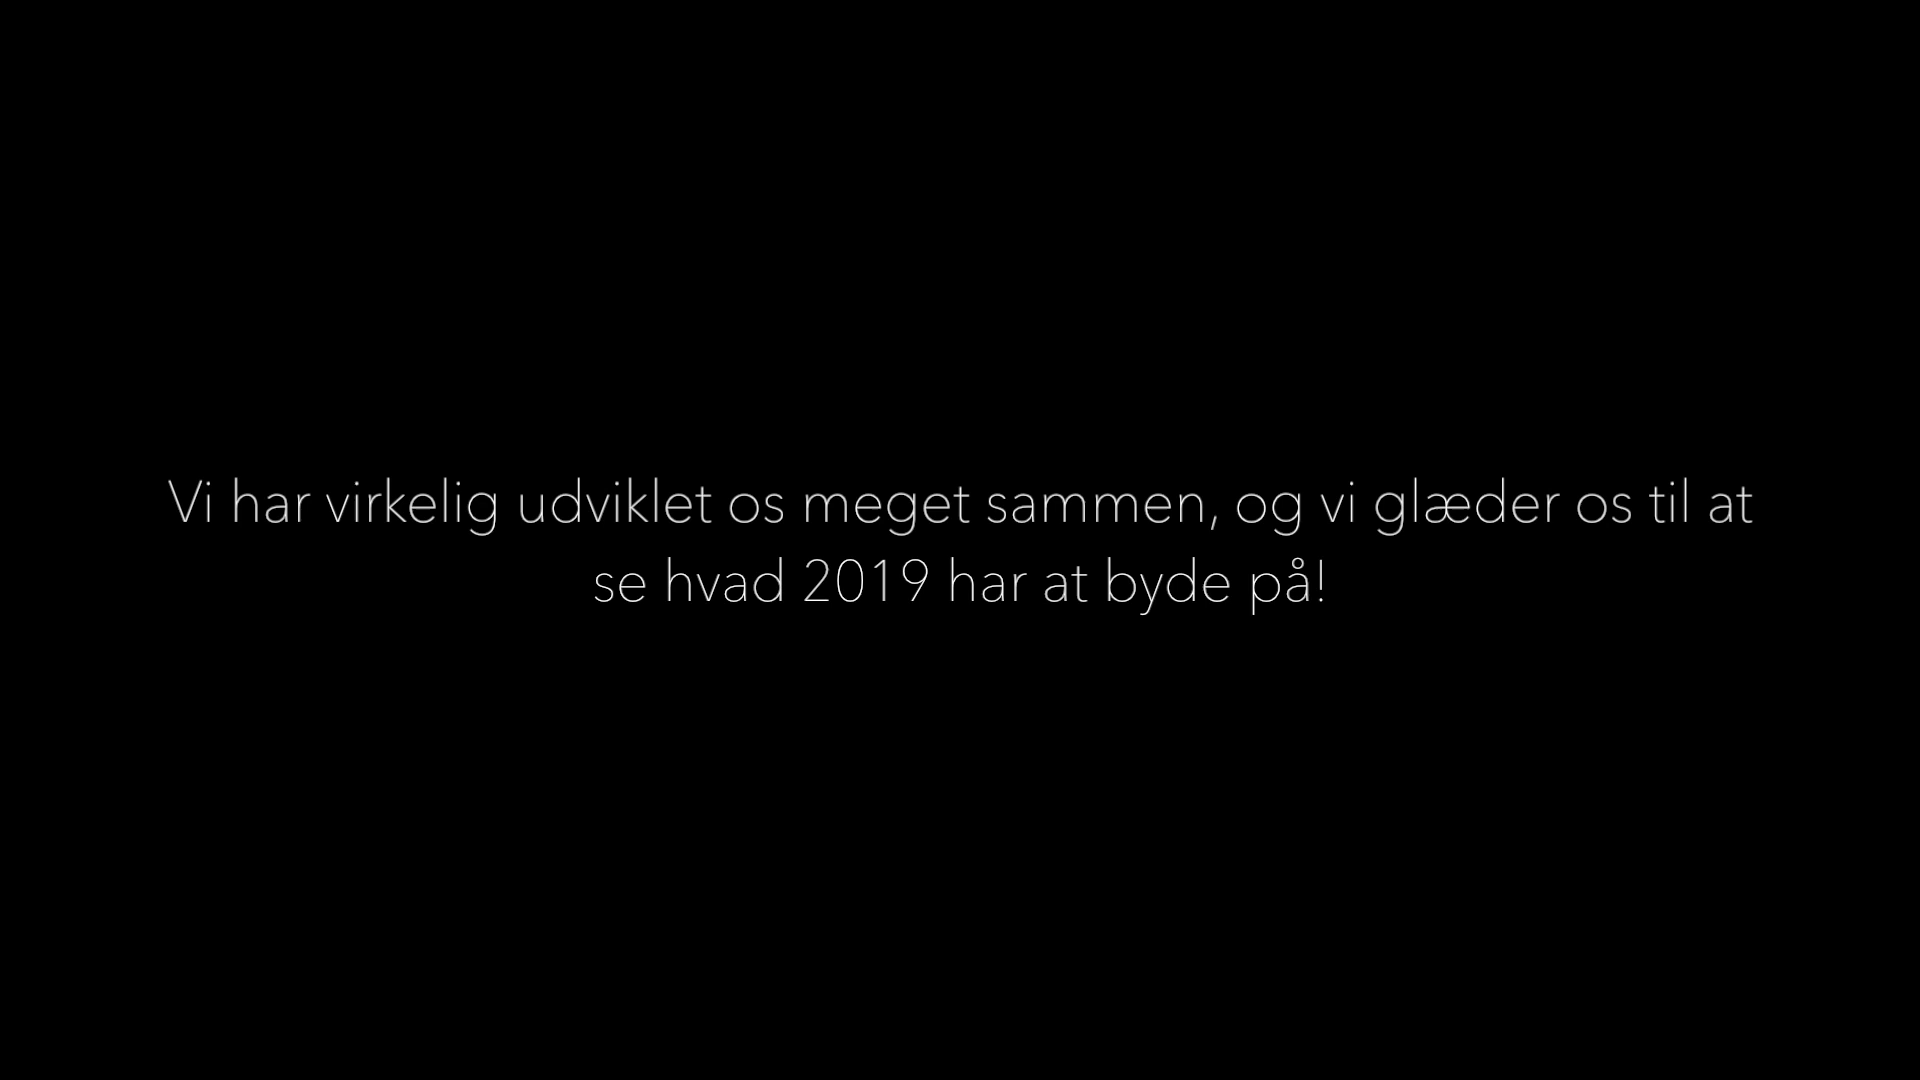 Vi har virkelig udviklet os meget sammen, og vi glæder os til at
se hvad 2019 har at byde på!